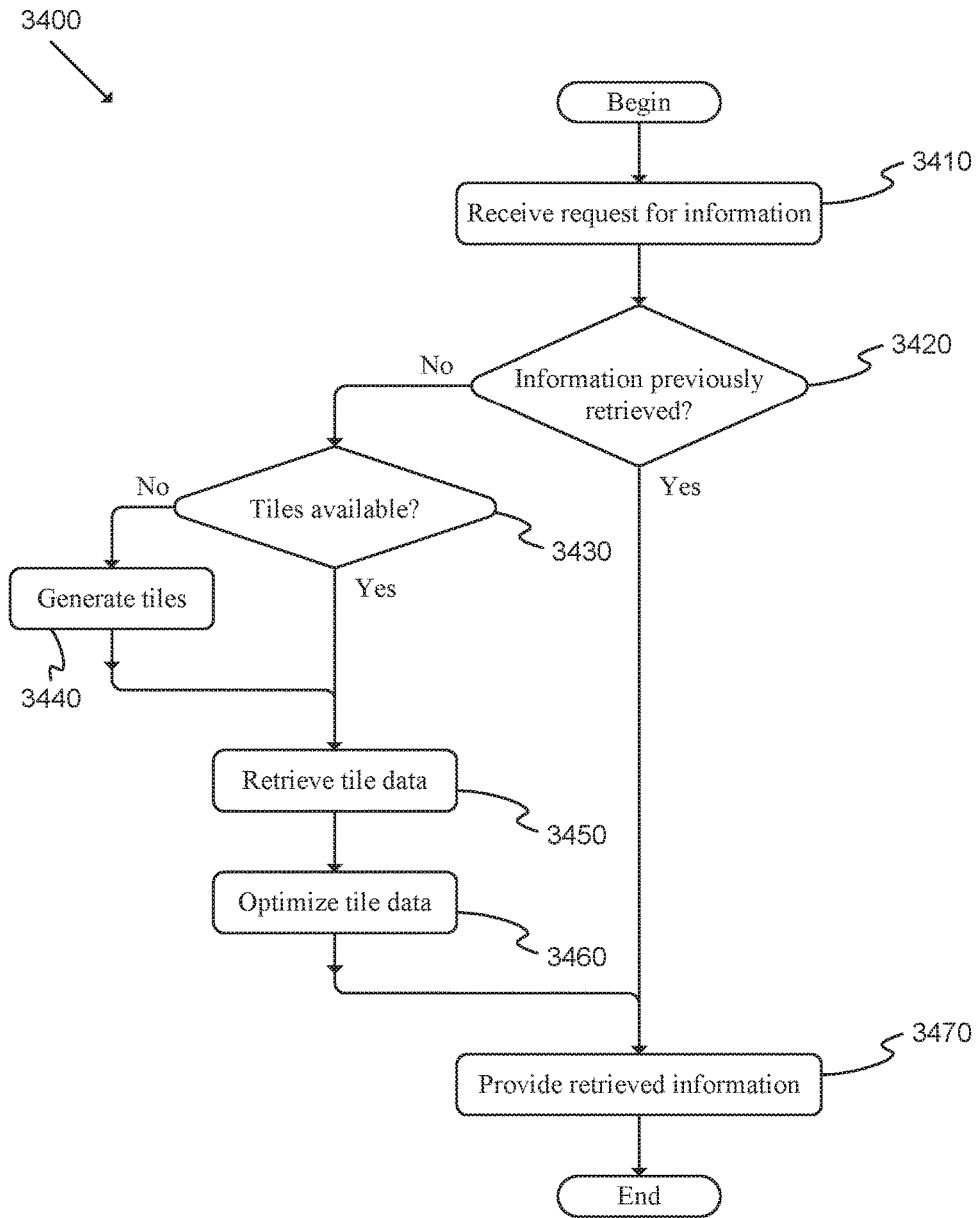 3400
Begin
3410
Receive request for information
3420
No
Information previously
retrieved?
Yes
No
Tiles available?
3430
Yes
Generate tiles
3440
Retrieve tile data
3450
Optimize tile data
3460
3470
Provide retrieved information
End